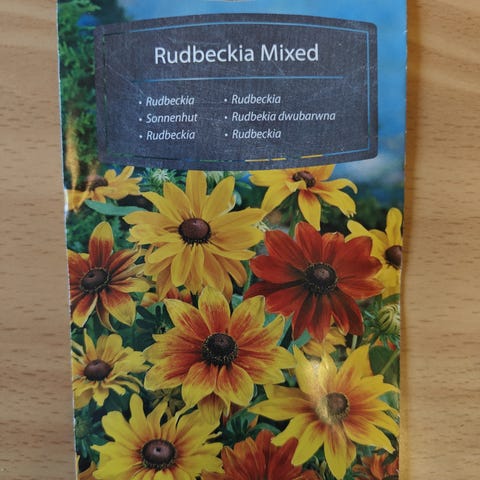 Rudbeckia Mixed
• Rudbeckia
• Sonnenhut
• Rudbeckia
• Rudbeckia
• Rudbekia dwubarwna
• Rudbeckia